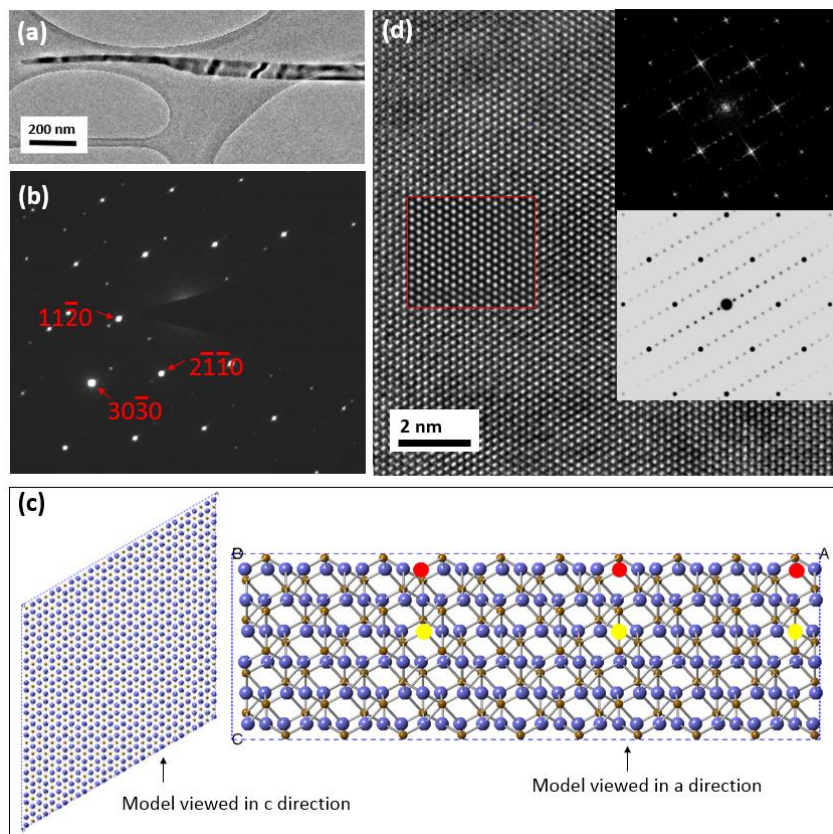 (a)
200 nm
(b)
112̅0
21̅1̅0
303̅0
(d)
2 nm
(c)
B
A
C
Model viewed in c direction
Model viewed in a direction